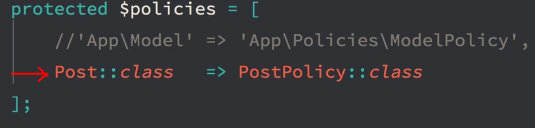 protected $policies = [
//'App\Model' => 'App\Policies\ModelPolicy',
Post::class => PostPolicy::class
];